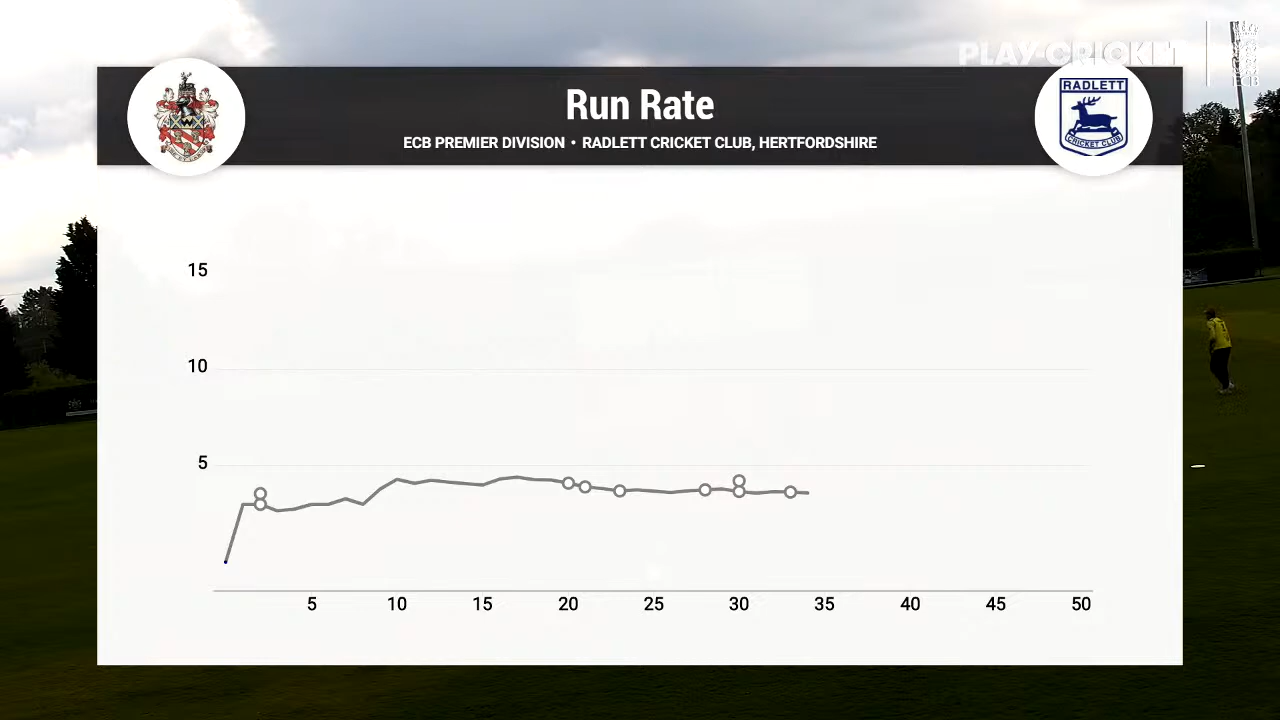 PLAY-CRICKET
Run Rate
ECB PREMIER DIVISION • RADLETT CRICKET CLUB, HERTFORDSHIRE
RADLETT
CRICKET CLUB
15
10
5
5 10 15 20 25 30 35 40 45 50